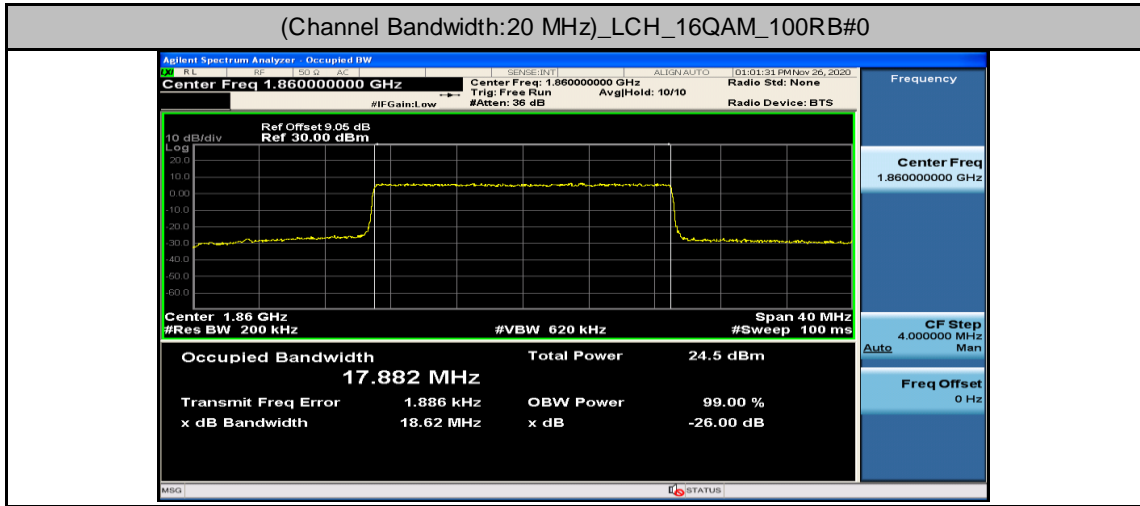 (Channel Bandwidth:20 MHz)_LCH_16QAM_100RB#0
Agilent Spectrum Analyzer - Occupied BW
LXI RL RF 50 Ω AC SENSE:INT ALIGN AUTO 01:01:31 PM Nov 26, 2020
Center Freq 1.860000000 GHz
Center Freq: 1.860000000 GHz
Radio Std: None
Trig: Free Run Avg|Hold: 10/10
#IFGain:Low
#Atten: 36 dB
Radio Device: BTS
Ref Offset 9.05 dB
10 dB/div Ref 30.00 dBm
Log
20.0
10.0
0.00
-10.0
-20.0
-30.0
-40.0
-50.0
-60.0
Center 1.86 GHz Span 40 MHz
#Res BW 200 kHz #VBW 620 kHz #Sweep 100 ms
Occupied Bandwidth Total Power 24.5 dBm
17.882 MHz
Transmit Freq Error 1.886 kHz OBW Power 99.00 %
x dB Bandwidth 18.62 MHz x dB -26.00 dB
MSG STATUS
Frequency
Center Freq
1.860000000 GHz
CF Step
4.000000 MHz
Auto Man
Freq Offset
0 Hz